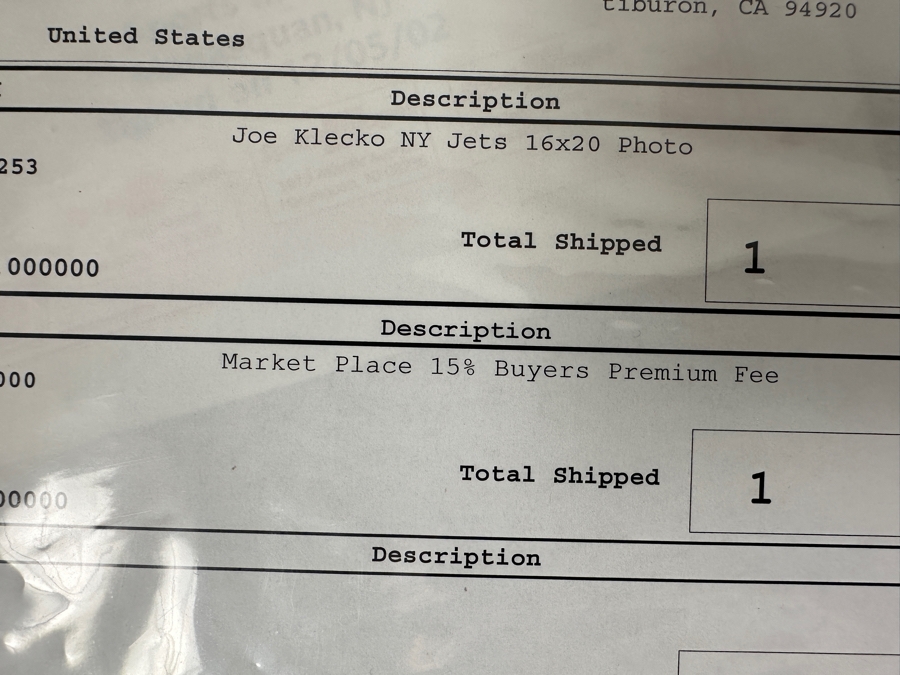 tiburon, CA 94920
United States
Description
Joe Klecko NY Jets 16x20 Photo
253
Total Shipped 1
000000
Description
Market Place 15% Buyers Premium Fee
000
Total Shipped 1
00000
Description